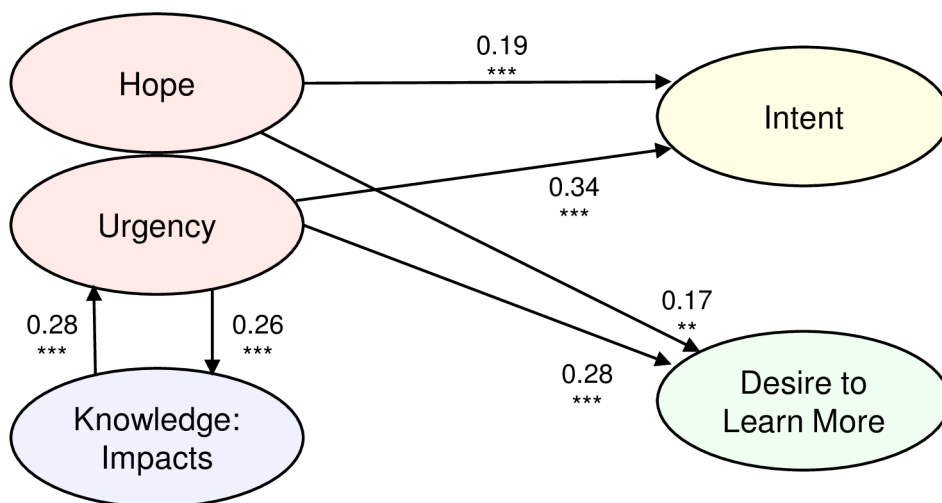 0.19
***
Hope
Intent
0.34
***
Urgency
0.28
***
0.26
***
0.17
**
0.28
***
Desire to
Learn More
Knowledge:
Impacts